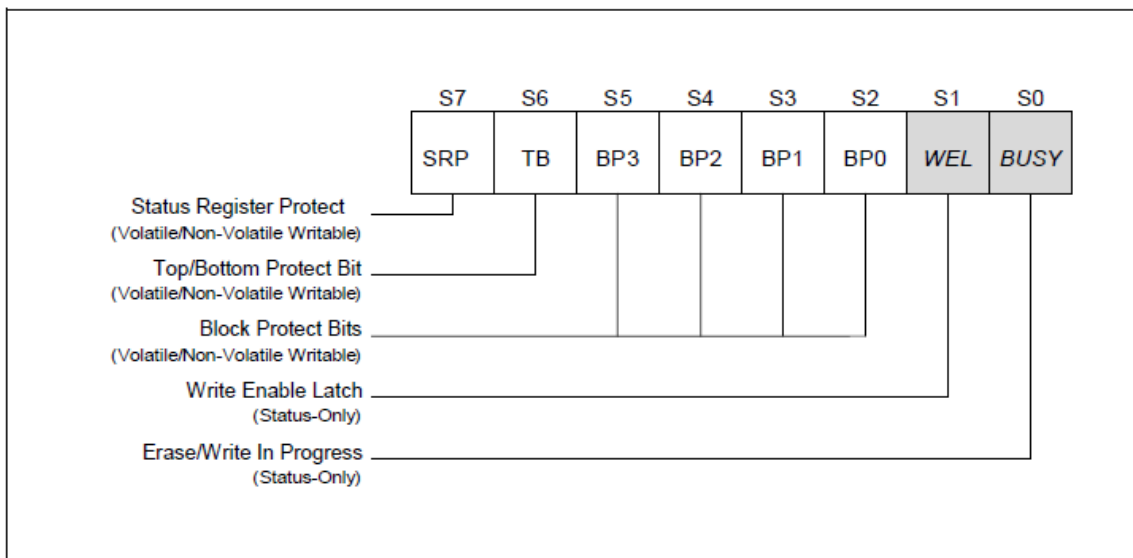 S7 S6 S5 S4 S3 S2 S1 S0
SRP TB BP3 BP2 BP1 BP0 WEL BUSY
Status Register Protect
(Volatile/Non-Volatile Writable)
Top/Bottom Protect Bit
(Volatile/Non-Volatile Writable)
Block Protect Bits
(Volatile/Non-Volatile Writable)
Write Enable Latch
(Status-Only)
Erase/Write In Progress
(Status-Only)